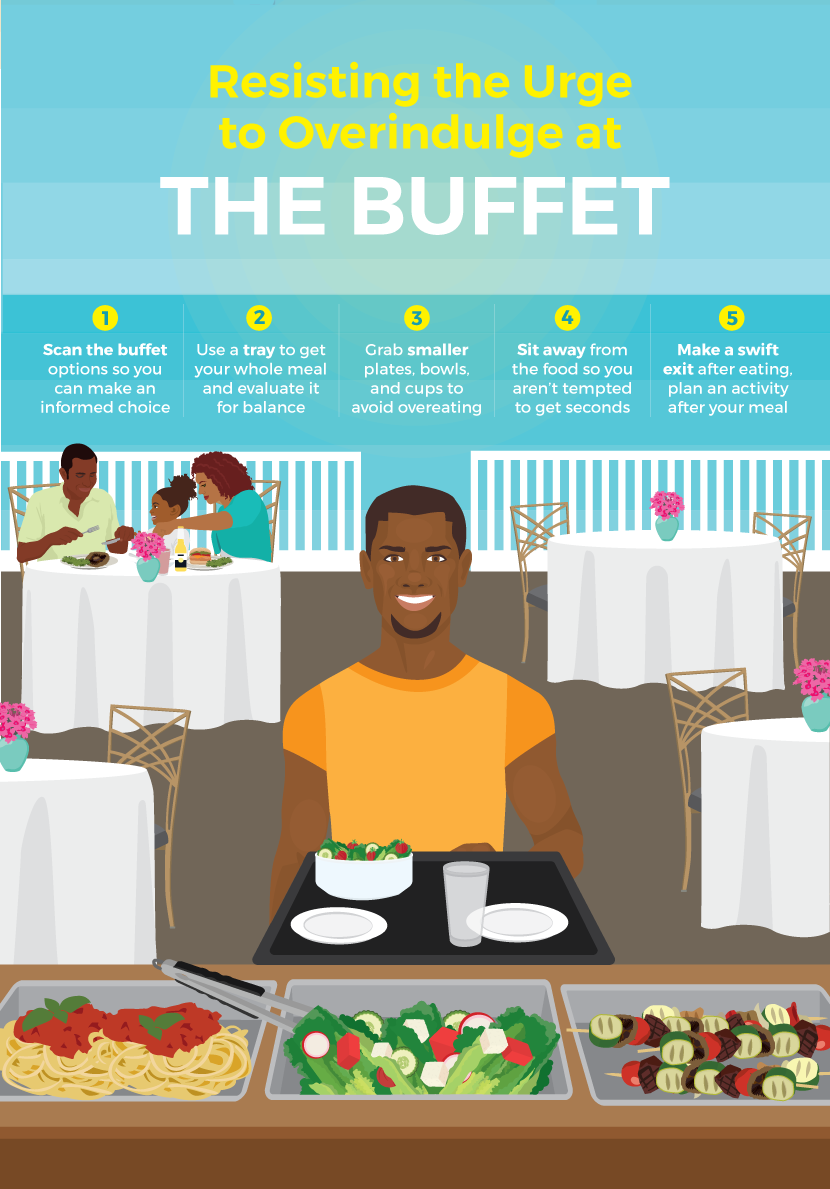 Resisting the Urge
to Overindulge at
THE BUFFET
1
Scan the buffet
options so you
can make an
informed choice
2
Use a tray to get
your whole meal
and evaluate it
for balance
3
Grab smaller
plates, bowls,
and cups to
avoid overeating
4
Sit away from
the food so you
aren't tempted
to get seconds
5
Make a swift
exit after eating,
plan an activity
after your meal